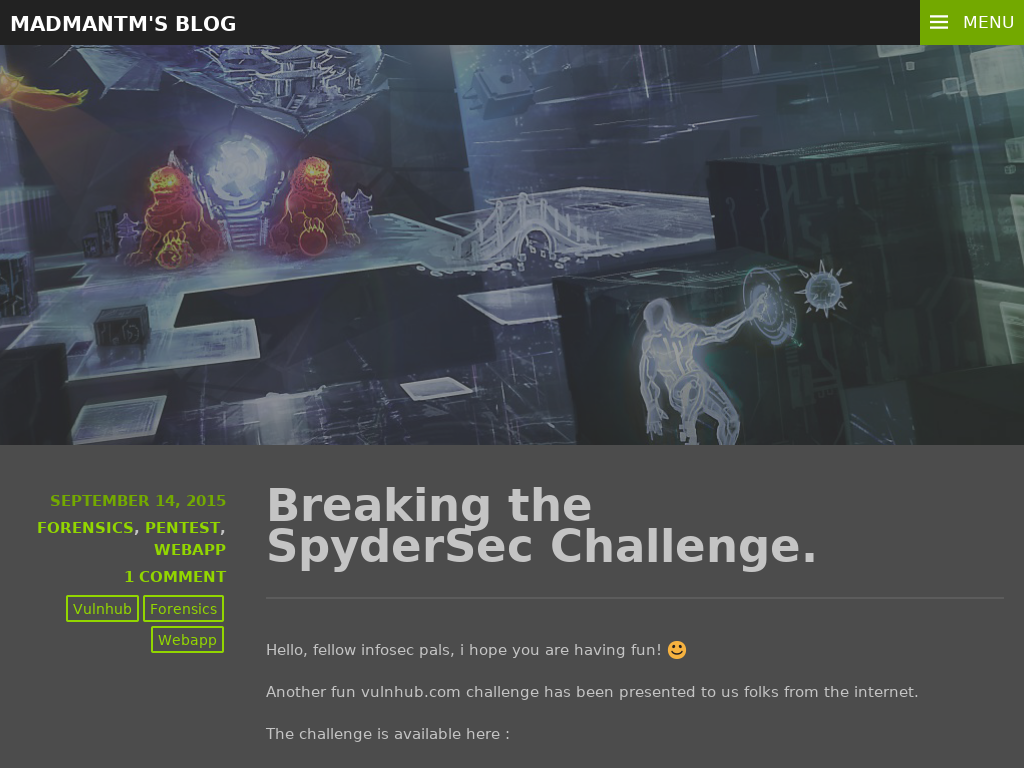 MADMANTM'S BLOG
MENU
SEPTEMBER 14, 2015
FORENSICS, PENTEST,
WEBAPP
1 COMMENT
Vulnhub Forensics
Webapp
Breaking the
SpyderSec Challenge.
Hello, fellow infosec pals, i hope you are having fun!
Another fun vulnhub.com challenge has been presented to us folks from the internet.
The challenge is available here :